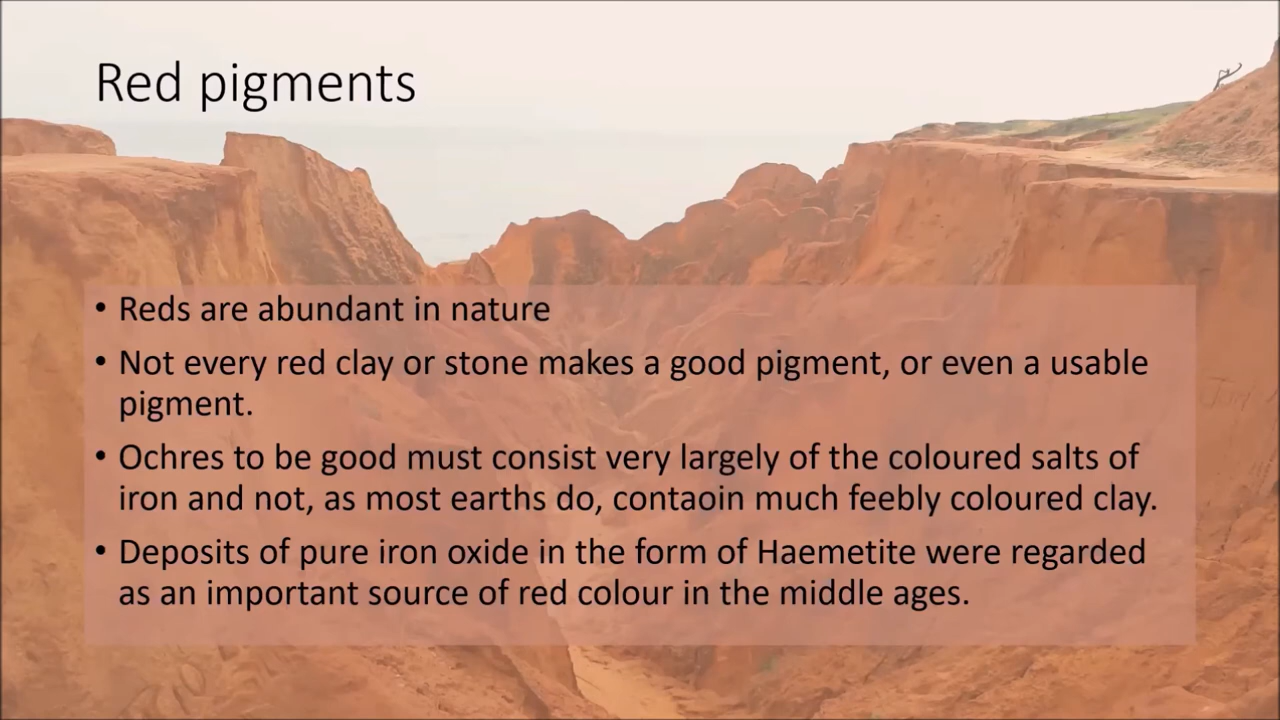 Red pigments
• Reds are abundant in nature
• Not every red clay or stone makes a good pigment, or even a usable
pigment.
• Ochres to be good must consist very largely of the coloured salts of
iron and not, as most earths do, contaoin much feebly coloured clay.
• Deposits of pure iron oxide in the form of Haemetite were regarded
as an important source of red colour in the middle ages.